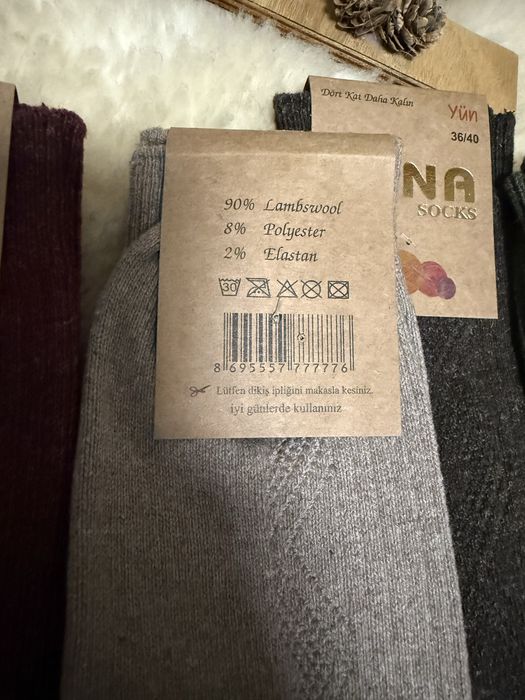 Dört Kat Daha Kalın
Yün
36/40
NA
SOCKS
90% Lambswool
8% Polyester
2% Elastan
30
8 695557 777776
Lütfen dikiş ipliğini makasla kesiniz.
iyi günlerde kullanınız